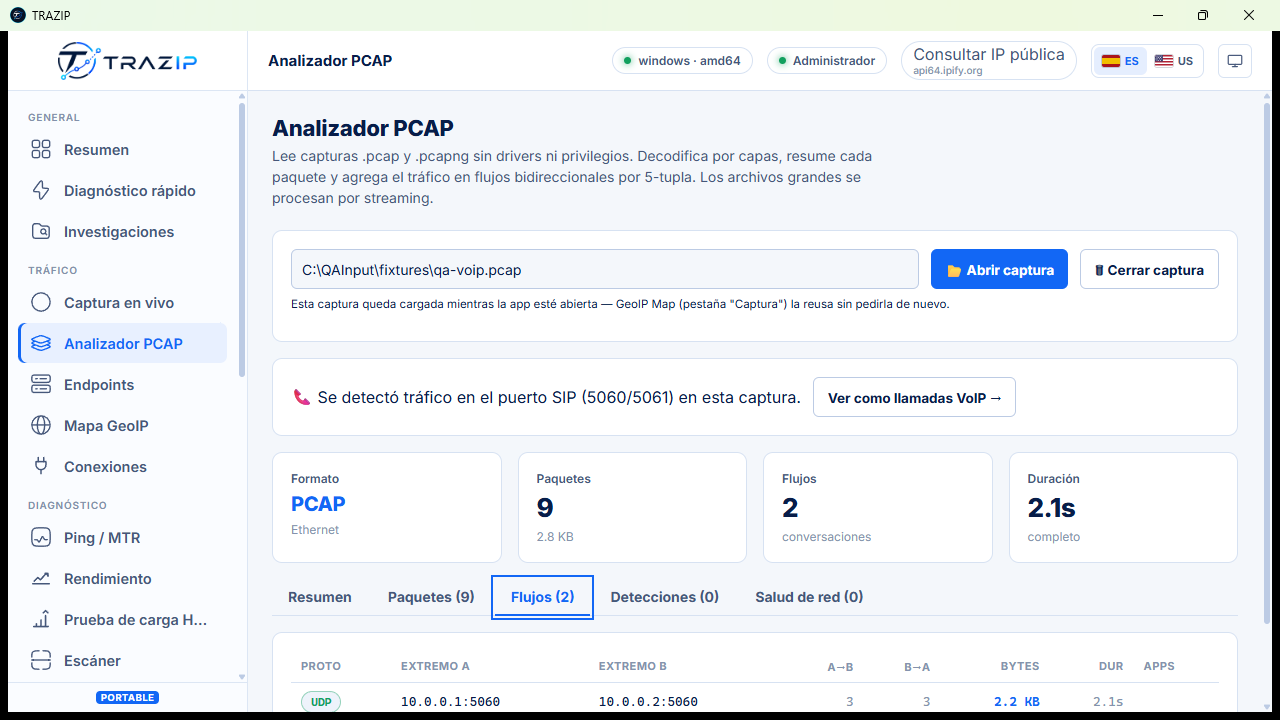 TRAZIP
TRAZIP
Analizador PCAP
windows · amd64
Administrador
Consultar IP pública
api64.ipify.org
ES
US
GENERAL
Resumen
Diagnóstico rápido
Investigaciones
TRÁFICO
Captura en vivo
Analizador PCAP
Endpoints
Mapa GeoIP
Conexiones
DIAGNÓSTICO
Ping / MTR
Rendimiento
Prueba de carga H...
Escáner
PORTABLE
Analizador PCAP
Lee capturas .pcap y .pcapng sin drivers ni privilegios. Decodifica por capas, resume cada
paquete y agrega el tráfico en flujos bidireccionales por 5-tupla. Los archivos grandes se
procesan por streaming.
C:\QAInput\fixtures\qa-voip.pcap
Abrir captura
Cerrar captura
Esta captura queda cargada mientras la app esté abierta — GeoIP Map (pestaña "Captura") la reusa sin pedirla de nuevo.
Se detectó tráfico en el puerto SIP (5060/5061) en esta captura.
Ver como llamadas VoIP →
Formato
PCAP
Ethernet
Paquetes
9
2.8 KB
Flujos
2
conversaciones
Duración
2.1s
completo
Resumen
Paquetes (9)
Flujos (2)
Detecciones (0)
Salud de red (0)
PROTO EXTREMO A EXTREMO B A→B B→A BYTES DUR APPS
UDP 10.0.0.1:5060 10.0.0.2:5060 3 3 2.2 KB 2.1s